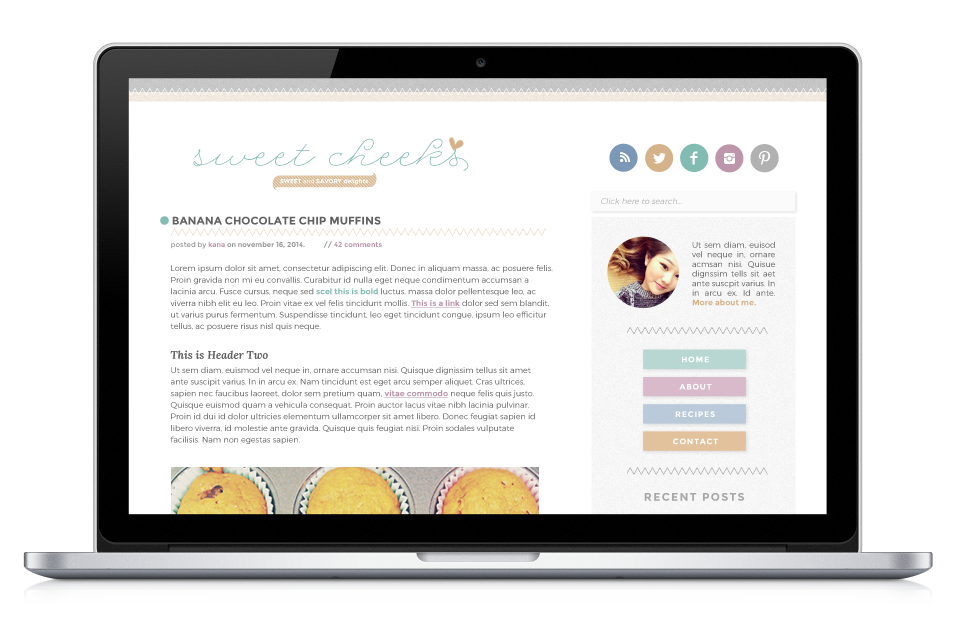 sweet cheeks
SWEET and SAVORY delights
Click here to search...
BANANA CHOCOLATE CHIP MUFFINS
posted by kana on november 16, 2014. // 42 comments
Lorem ipsum dolor sit amet, consectetur adipiscing elit. Donec in aliquam massa, ac posuere felis.
Proin gravida non mi eu convallis. Curabitur id nulla eget neque condimentum accumsan a
lacinia arcu. Fusce cursus, neque sed scel this is bold luctus, massa dolor pellentesque leo, ac
viverra nibh elit eu leo. Proin vitae ex vel felis tincidunt mollis. This is a link dolor sed sem blandit,
ut varius purus fermentum. Suspendisse tincidunt, leo eget tincidunt congue, ipsum leo efficitur
tellus, ac posuere risus nisl quis neque.
This is Header Two
Ut sem diam, euismod vel neque in, ornare accumsan nisi. Quisque dignissim tellus sit amet
ante suscipit varius. In in arcu ex. Nam tincidunt est eget arcu semper aliquet. Cras ultrices,
sapien nec faucibus laoreet, dolor sem pretium quam, vitae commodo neque felis quis justo.
Quisque euismod quam a vehicula consequat. Proin auctor lacus vitae nibh lacinia pulvinar.
Proin id dui id dolor ultricies elementum ullamcorper sit amet libero. Donec feugiat sapien id
libero viverra, id molestie ante gravida. Quisque quis feugiat nisi. Proin sodales vulputate
facilisis. Nam non egestas sapien.
Ut sem diam, euisod
vel neque in, ornare
acmsan nisi. Quisue
dignssim tells sit aet
ante suscpit varius. In
in arcu ex. Id ante.
More about me.
HOME
ABOUT
RECIPES
CONTACT
RECENT POSTS